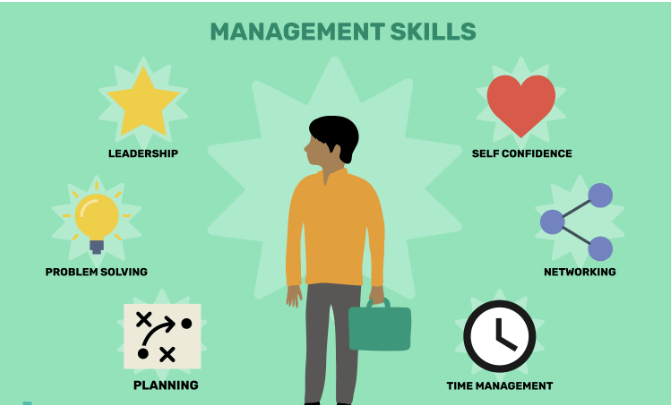 MANAGEMENT SKILLS
LEADERSHIP
SELF CONFIDENCE
PROBLEM SOLVING
NETWORKING
PLANNING
TIME MANAGEMENT